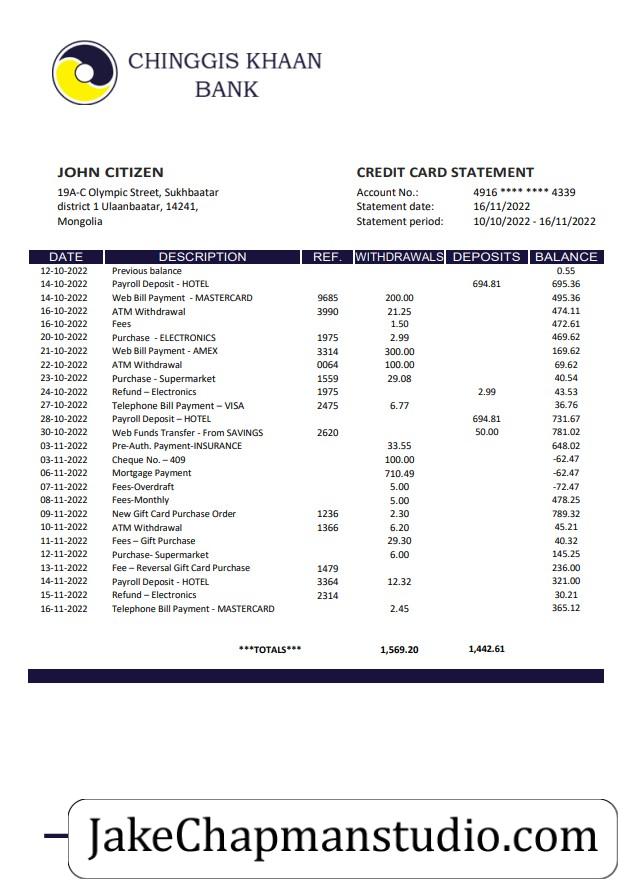 CHINGGIS KHAAN
BANK
JOHN CITIZEN
19A-C Olympic Street, Sukhbaatar
district 1 Ulaanbaatar, 14241,
Mongolia
CREDIT CARD STATEMENT
Account No.: 4916 **** **** 4339
Statement date: 16/11/2022
Statement period: 10/10/2022 - 16/11/2022
DATE DESCRIPTION REF. WITHDRAWALS DEPOSITS BALANCE
12-10-2022 Previous balance 0.55
14-10-2022 Payroll Deposit - HOTEL 694.81 695.36
14-10-2022 Web Bill Payment - MASTERCARD 9685 200.00 495.36
16-10-2022 ATM Withdrawal 3990 21.25 474.11
16-10-2022 Fees 1.50 472.61
20-10-2022 Purchase - ELECTRONICS 1975 2.99 469.62
21-10-2022 Web Bill Payment - AMEX 3314 300.00 169.62
22-10-2022 ATM Withdrawal 0064 100.00 69.62
23-10-2022 Purchase - Supermarket 1559 29.08 40.54
24-10-2022 Refund – Electronics 1975 2.99 43.53
27-10-2022 Telephone Bill Payment – VISA 2475 6.77 36.76
28-10-2022 Payroll Deposit – HOTEL 694.81 731.67
30-10-2022 Web Funds Transfer - From SAVINGS 2620 50.00 781.02
03-11-2022 Pre-Auth. Payment-INSURANCE 33.55 648.02
03-11-2022 Cheque No. – 409 100.00 -62.47
06-11-2022 Mortgage Payment 710.49 -62.47
07-11-2022 Fees-Overdraft 5.00 -72.47
08-11-2022 Fees-Monthly 5.00 478.25
09-11-2022 New Gift Card Purchase Order 1236 2.30 789.32
10-11-2022 ATM Withdrawal 1366 6.20 45.21
11-11-2022 Fees – Gift Purchase 29.30 40.32
12-11-2022 Purchase- Supermarket 6.00 145.25
13-11-2022 Fee – Reversal Gift Card Purchase 1479 236.00
14-11-2022 Payroll Deposit - HOTEL 3364 12.32 321.00
15-11-2022 Refund – Electronics 2314 30.21
16-11-2022 Telephone Bill Payment - MASTERCARD 2.45 365.12
***TOTALS*** 1,569.20 1,442.61
JakeChapmanstudio.com